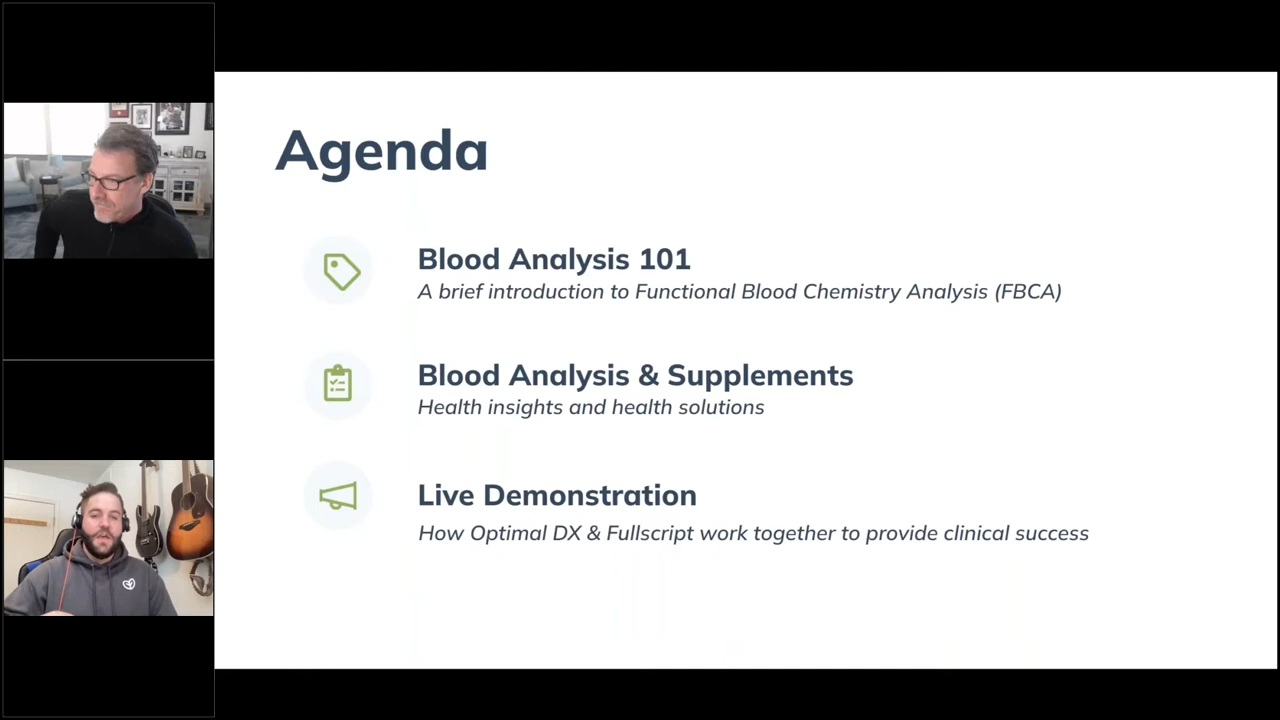 Agenda
Blood Analysis 101
A brief introduction to Functional Blood Chemistry Analysis (FBCA)
Blood Analysis & Supplements
Health insights and health solutions
Live Demonstration
How Optimal DX & Fullscript work together to provide clinical success